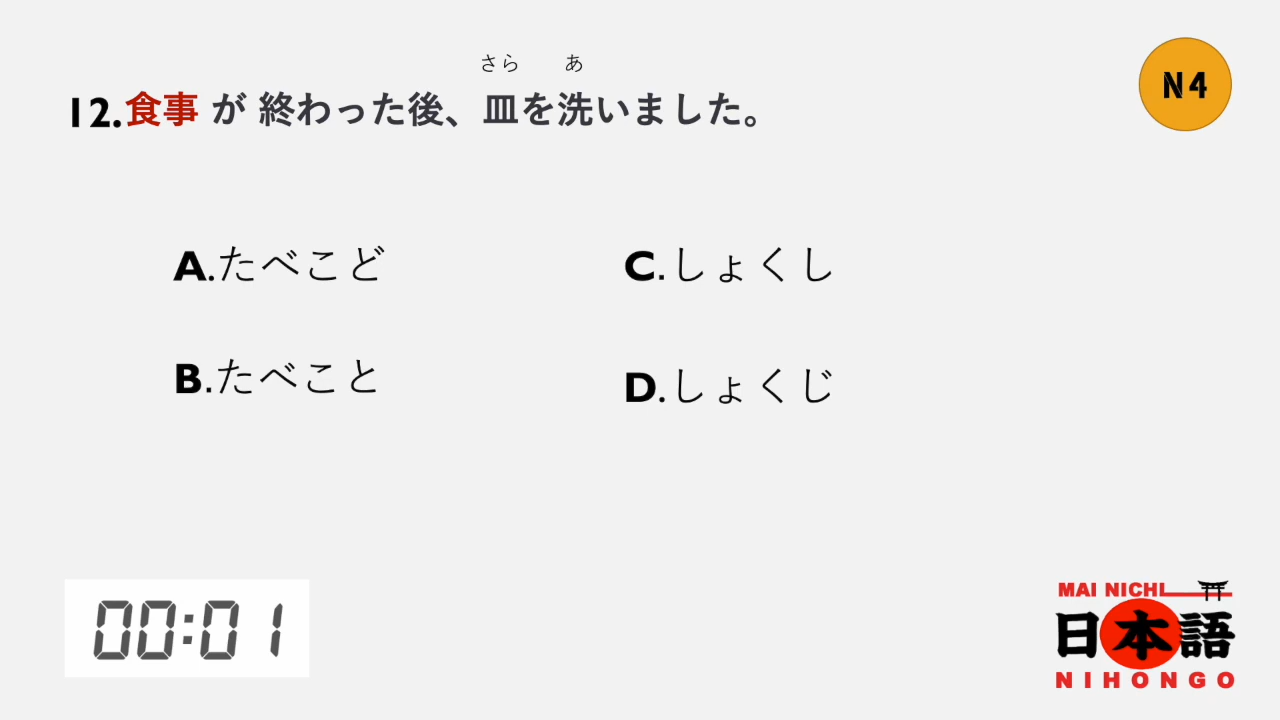 さら あ
N4
12.食事 が 終わった後、皿を洗いました。
A.たべこど
C.しょくし
B.たべこと
D.しょくじ
00:01
MAI NICHI
日本語
NIHONGO